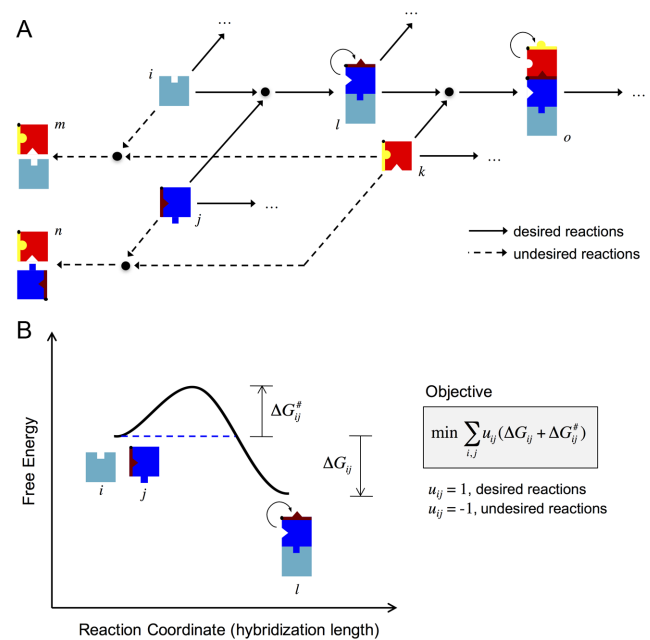 A
...
...
i
l
o
...
m
k
...
j
...
n
desired reactions
undesired reactions
B
Free Energy
ΔG#ij
ΔGij
i
j
l
Reaction Coordinate (hybridization length)
Objective
min ∑i,j uij(ΔGij + ΔG#ij)
uij = 1, desired reactions
uij = -1, undesired reactions